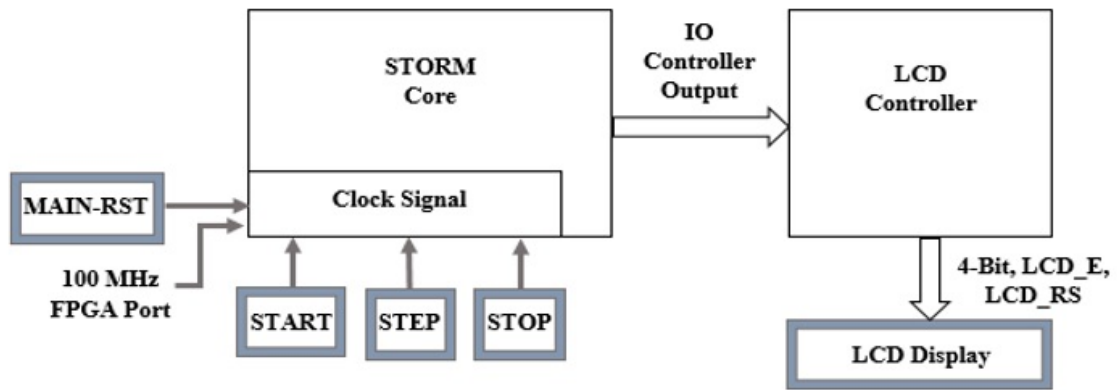 STORM
Core
IO
Controller
Output
LCD
Controller
MAIN-RST
Clock Signal
100 MHz
FPGA Port
START
STEP
STOP
4-Bit, LCD_E,
LCD_RS
LCD Display